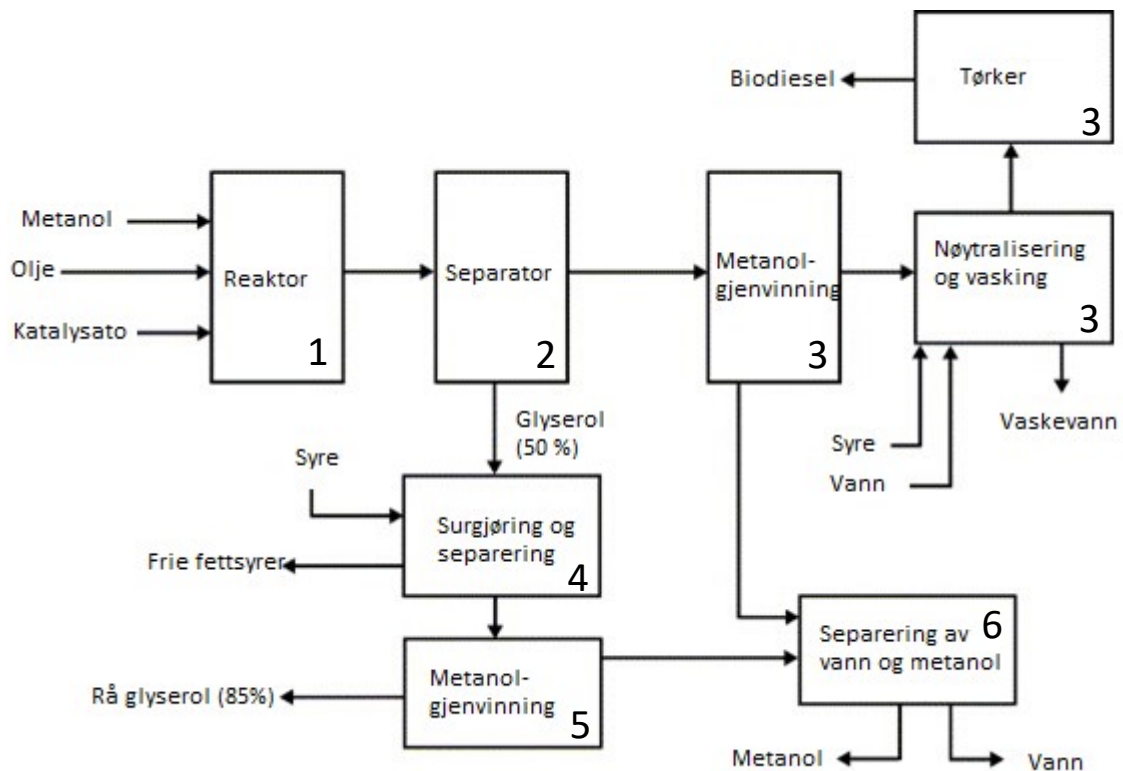 Tørker
Biodiesel
3
Metanol
Olje
Katalysato
Reaktor
1
Separator
2
Metanol-
gjenvinning
3
Nøytralisering
og vasking
3
Glyserol
(50 %)
Vaskevann
Syre
Vann
Syre
Surgjøring og
separering
4
Frie fettsyrer
Separering av
vann og metanol
6
Metanol-
gjenvinning
5
Rå glyserol (85%)
Metanol
Vann